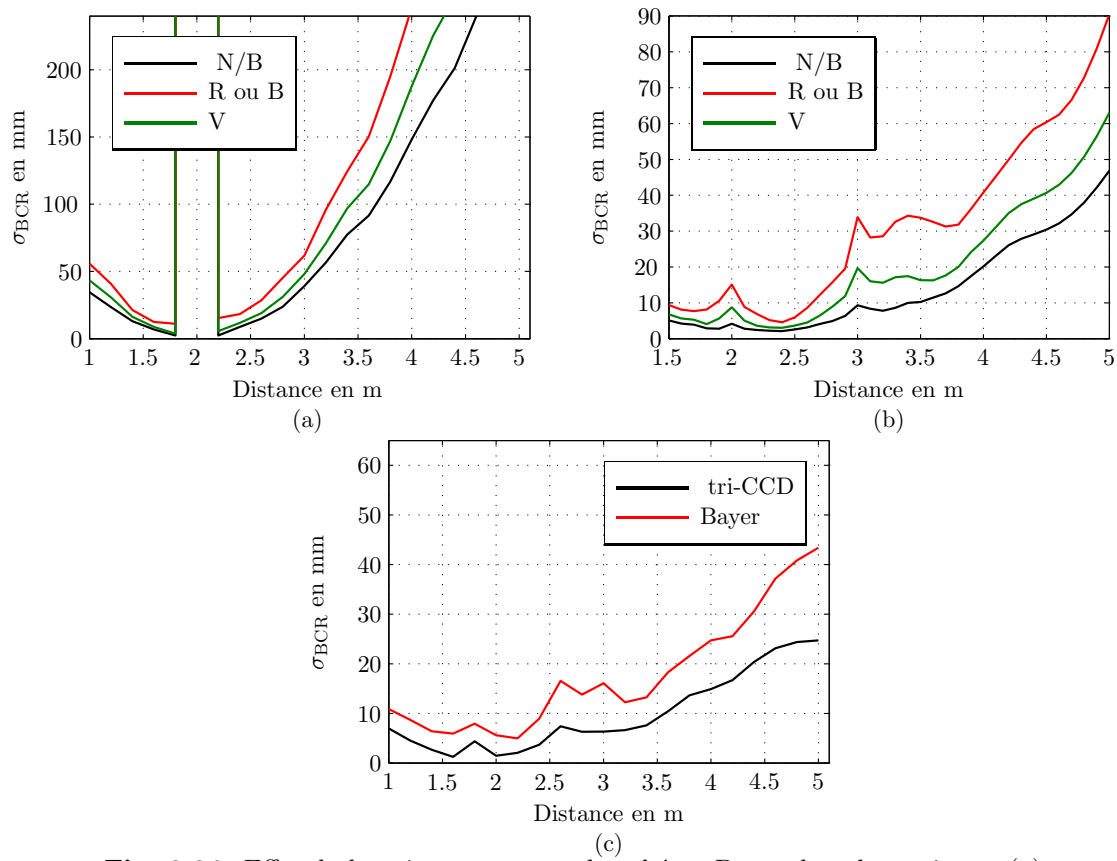 200
150
100
50
0
1 1.5 2 2.5 3 3.5 4 4.5 5
σBCR en mm
Distance en m
N/B
R ou B
V
(a)
90
80
70
60
50
40
30
20
10
0
1.5 2 2.5 3 3.5 4 4.5 5
σBCR en mm
Distance en m
N/B
R ou B
V
(b)
60
50
40
30
20
10
0
1 1.5 2 2.5 3 3.5 4 4.5 5
σBCR en mm
Distance en m
tri-CCD
Bayer
(c)